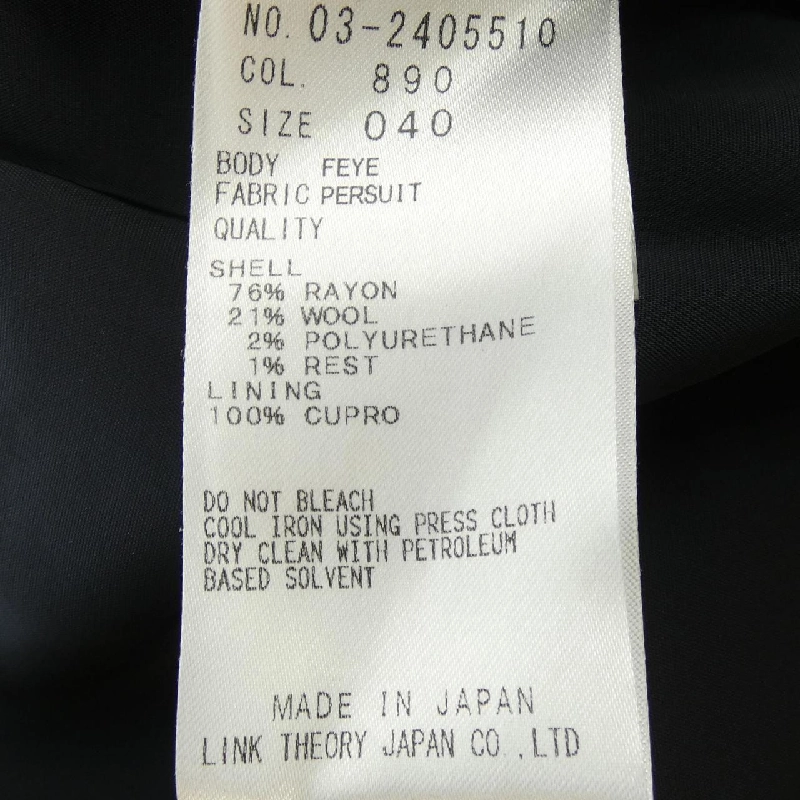 NO. 03-2405510
COL. 890
SIZE 040
BODY FEYE
FABRIC PERSUIT
QUALITY
SHELL
76% RAYON
21% WOOL
2% POLYURETHANE
1% REST
LINING
100% CUPRO
DO NOT BLEACH
COOL IRON USING PRESS CLOTH
DRY CLEAN WITH PETROLEUM
BASED SOLVENT
MADE IN JAPAN
LINK THEORY JAPAN CO.,LTD